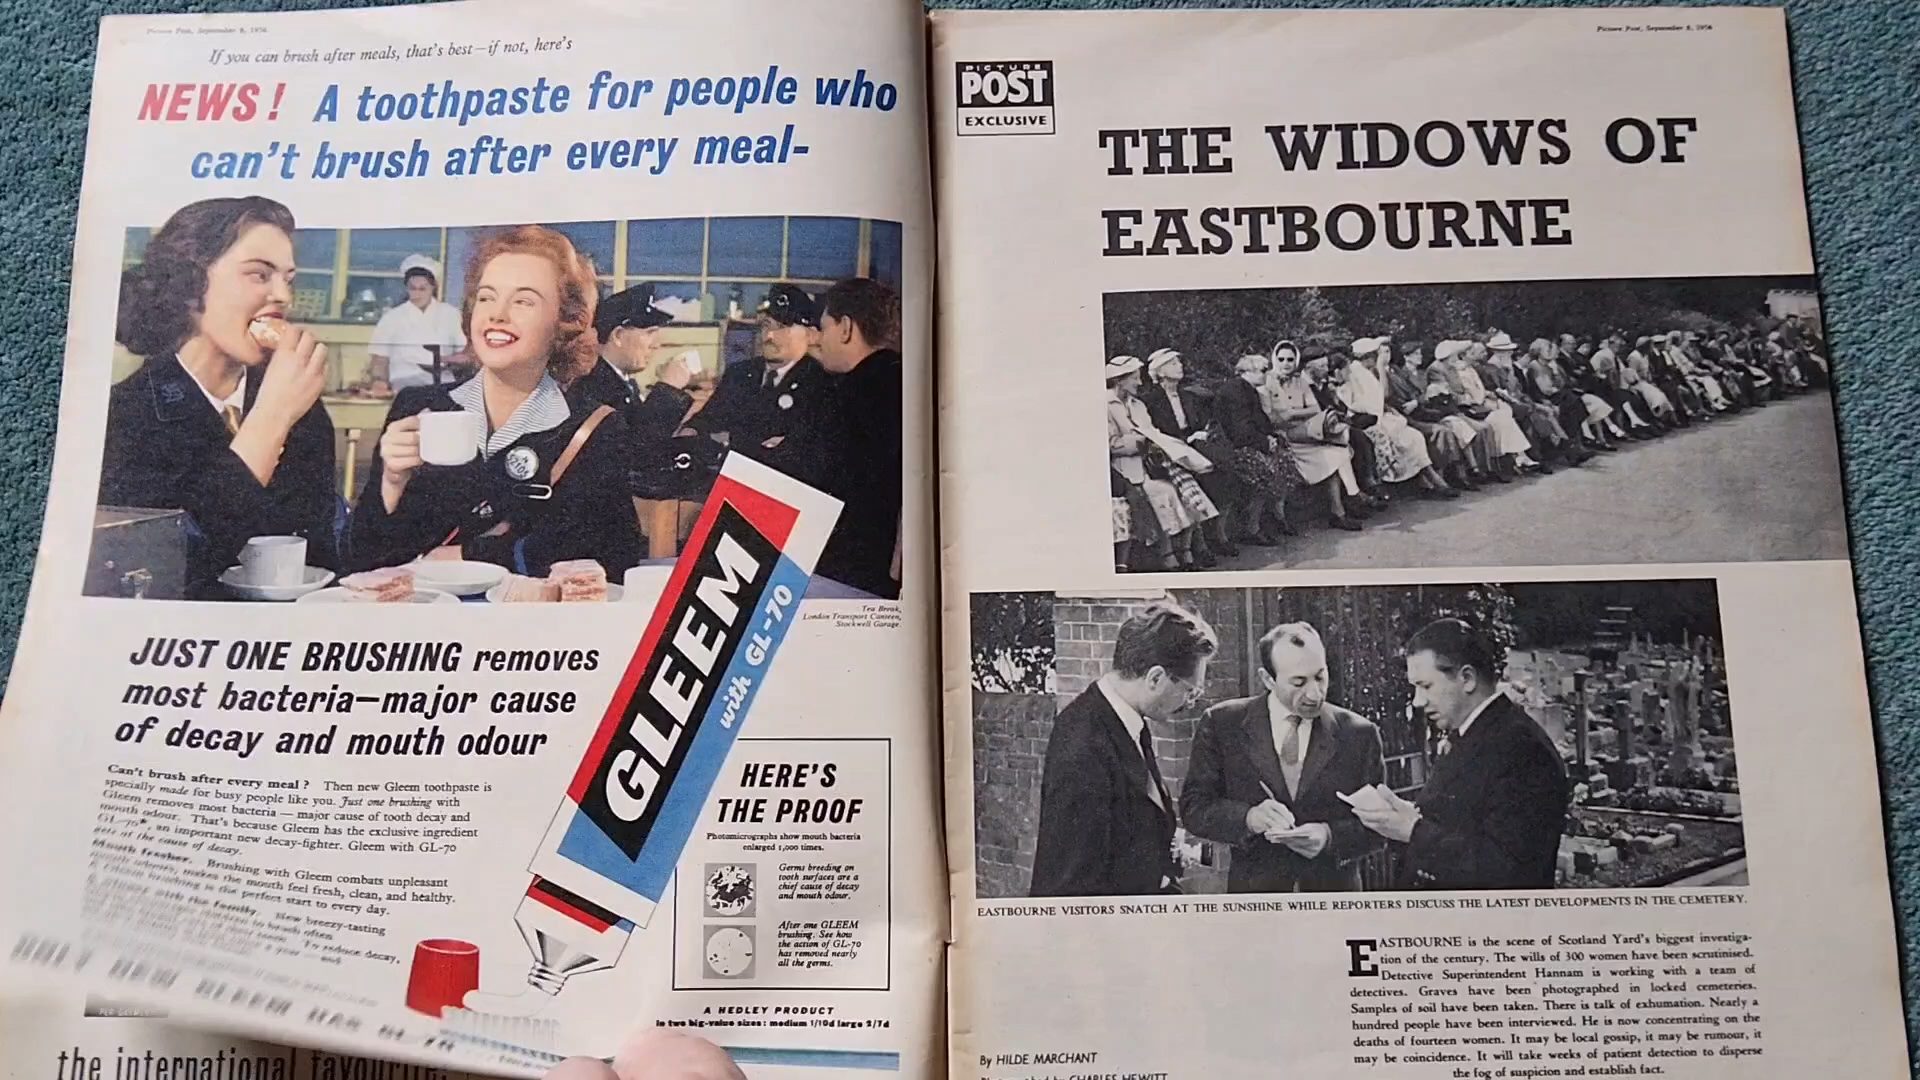 Picture Post, September 8, 1956
If you can brush after meals, that's best—if not, here's
NEWS! A toothpaste for people who
can't brush after every meal-
Tea Break,
London Transport Canteen,
Stockwell Garage.
JUST ONE BRUSHING removes
most bacteria—major cause
of decay and mouth odour
Can't brush after every meal? Then new Gleem toothpaste is
specially made for busy people like you. Just one brushing with
Gleem removes most bacteria — major cause of tooth decay and
mouth odour. That's because Gleem has the exclusive ingredient
GL-70*, an important new decay-fighter. Gleem with GL-70
gets at the cause of decay.
Brushing with Gleem combats unpleasant
makes the mouth feel fresh, clean, and healthy.
is the perfect start to every day.
with the family. New breezy-tasting
to brush often
To reduce decay,
GLEEM
with GL-70
HERE'S
THE PROOF
Photomicrographs show mouth bacteria
enlarged 1,000 times.
Germs breeding on
tooth surfaces are a
chief cause of decay
and mouth odour.
After one GLEEM
brushing. See how
the action of GL-70
has removed nearly
all the germs.
A HEDLEY PRODUCT
In two big-value sizes: medium 1/10d large 2/7d
the international favourite
Picture Post, September 8, 1956
PICTURE
POST
EXCLUSIVE
THE WIDOWS OF
EASTBOURNE
EASTBOURNE VISITORS SNATCH AT THE SUNSHINE WHILE REPORTERS DISCUSS THE LATEST DEVELOPMENTS IN THE CEMETERY.
EASTBOURNE is the scene of Scotland Yard's biggest investiga-
tion of the century. The wills of 300 women have been scrutinised.
Detective Superintendent Hannam is working with a team of
detectives. Graves have been photographed in locked cemeteries.
Samples of soil have been taken. There is talk of exhumation. Nearly a
hundred people have been interviewed. He is now concentrating on the
deaths of fourteen women. It may be local gossip, it may be rumour, it
may be coincidence. It will take weeks of patient detection to disperse
the fog of suspicion and establish fact.
By HILDE MARCHANT
Photographed by CHARLES HEWITT